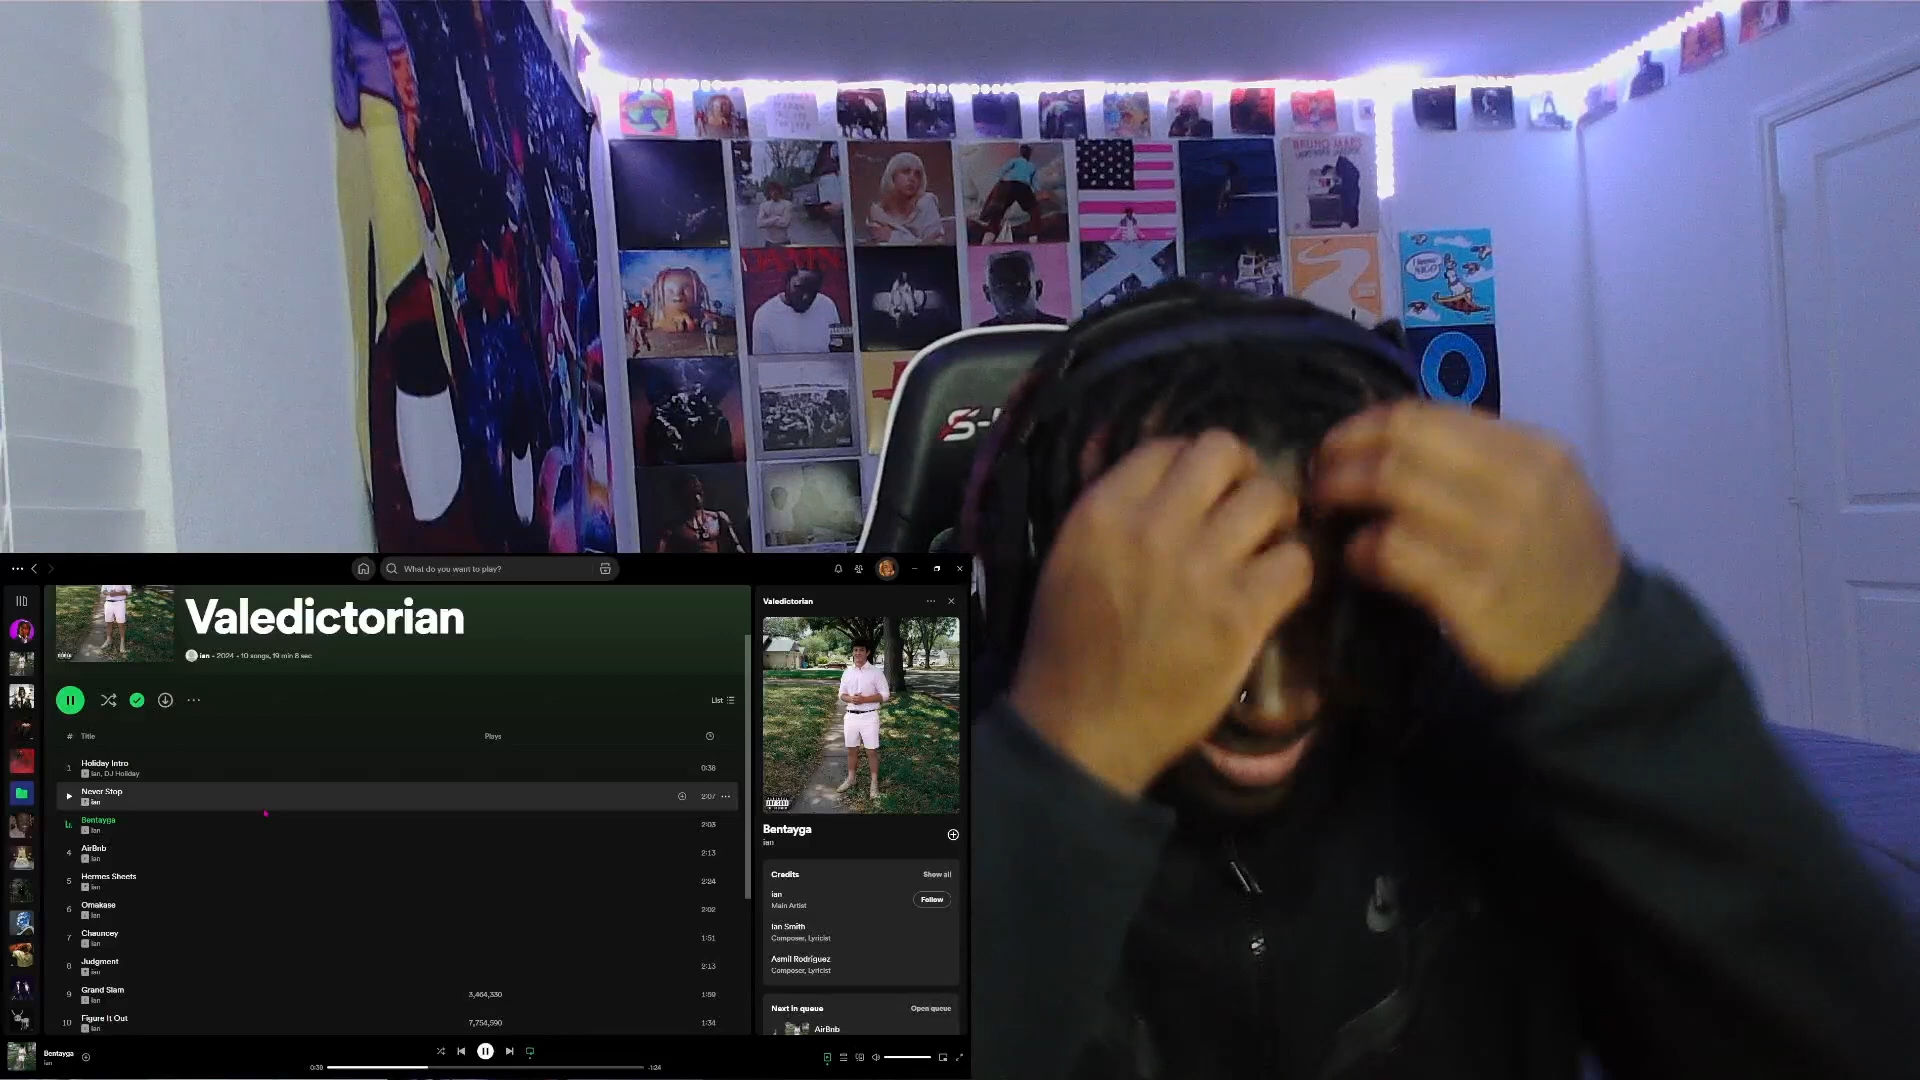 BRUNO MARS
DAMN.
S-
What do you want to play?
Valedictorian
ian • 2024 • 10 songs, 19 min 8 sec
List
# Title Plays
1 Holiday Intro 0:38
ian, DJ Holiday
Never Stop 2:07
ian
Bentayga 2:03
ian
4 AirBnb 2:13
ian
5 Hermes Sheets 2:24
ian
6 Omakase 2:02
ian
7 Chauncey 1:51
ian
8 Judgment 2:13
ian
9 Grand Slam 3,464,330 1:59
ian
10 Figure It Out 7,754,590 1:34
ian
Valedictorian
Bentayga
ian
Credits Show all
ian
Main Artist
Follow
Ian Smith
Composer, Lyricist
Asmil Rodriguez
Composer, Lyricist
Next in queue Open queue
AirBnb
Bentayga
ian
0:39 -1:24